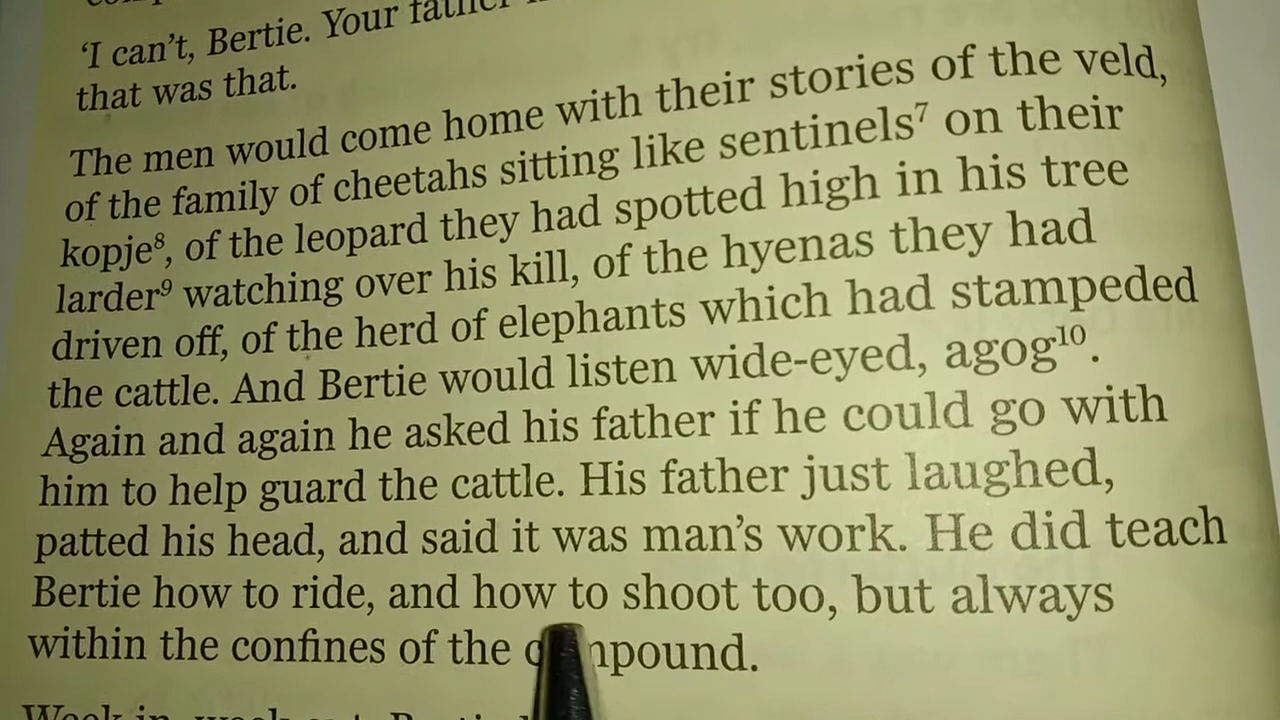 ‘I can’t, Bertie. Your father
that was that.
The men would come home with their stories of the veld,
of the family of cheetahs sitting like sentinels⁷ on their
kopje⁸, of the leopard they had spotted high in his tree
larder⁹ watching over his kill, of the hyenas they had
driven off, of the herd of elephants which had stampeded
the cattle. And Bertie would listen wide-eyed, agog¹⁰.
Again and again he asked his father if he could go with
him to help guard the cattle. His father just laughed,
patted his head, and said it was man’s work. He did teach
Bertie how to ride, and how to shoot too, but always
within the confines of the compound.